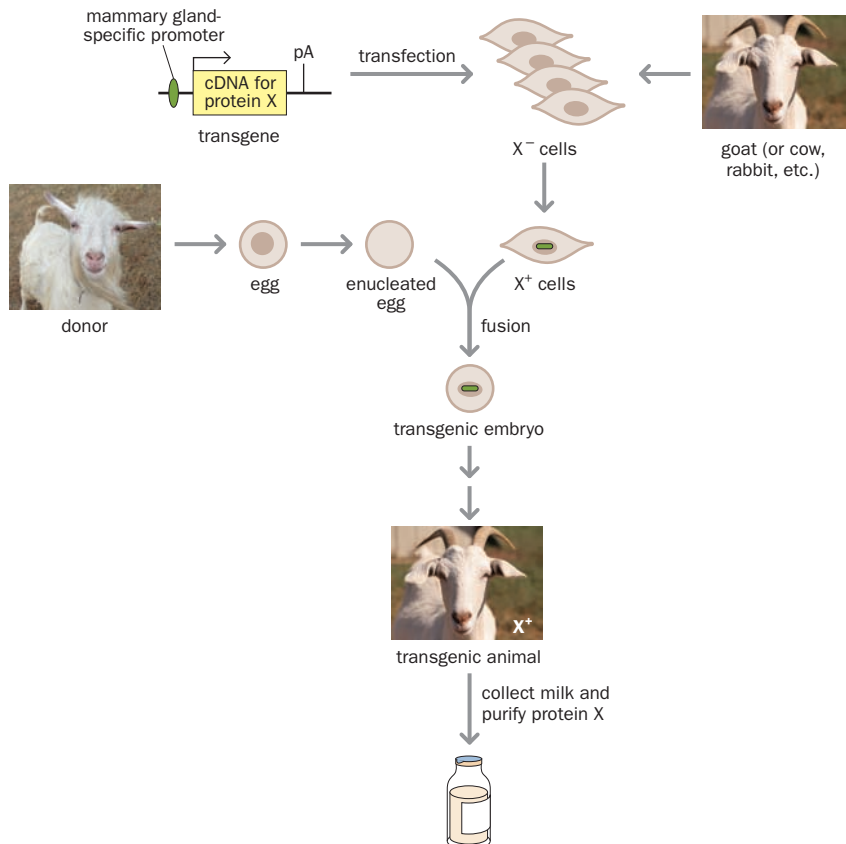 mammary gland-
specific promoter
pA
cDNA for
protein X
transgene
transfection
X⁻ cells
goat (or cow,
rabbit, etc.)
donor
egg
enucleated
egg
X⁺ cells
fusion
transgenic embryo
X⁺
transgenic animal
collect milk and
purify protein X